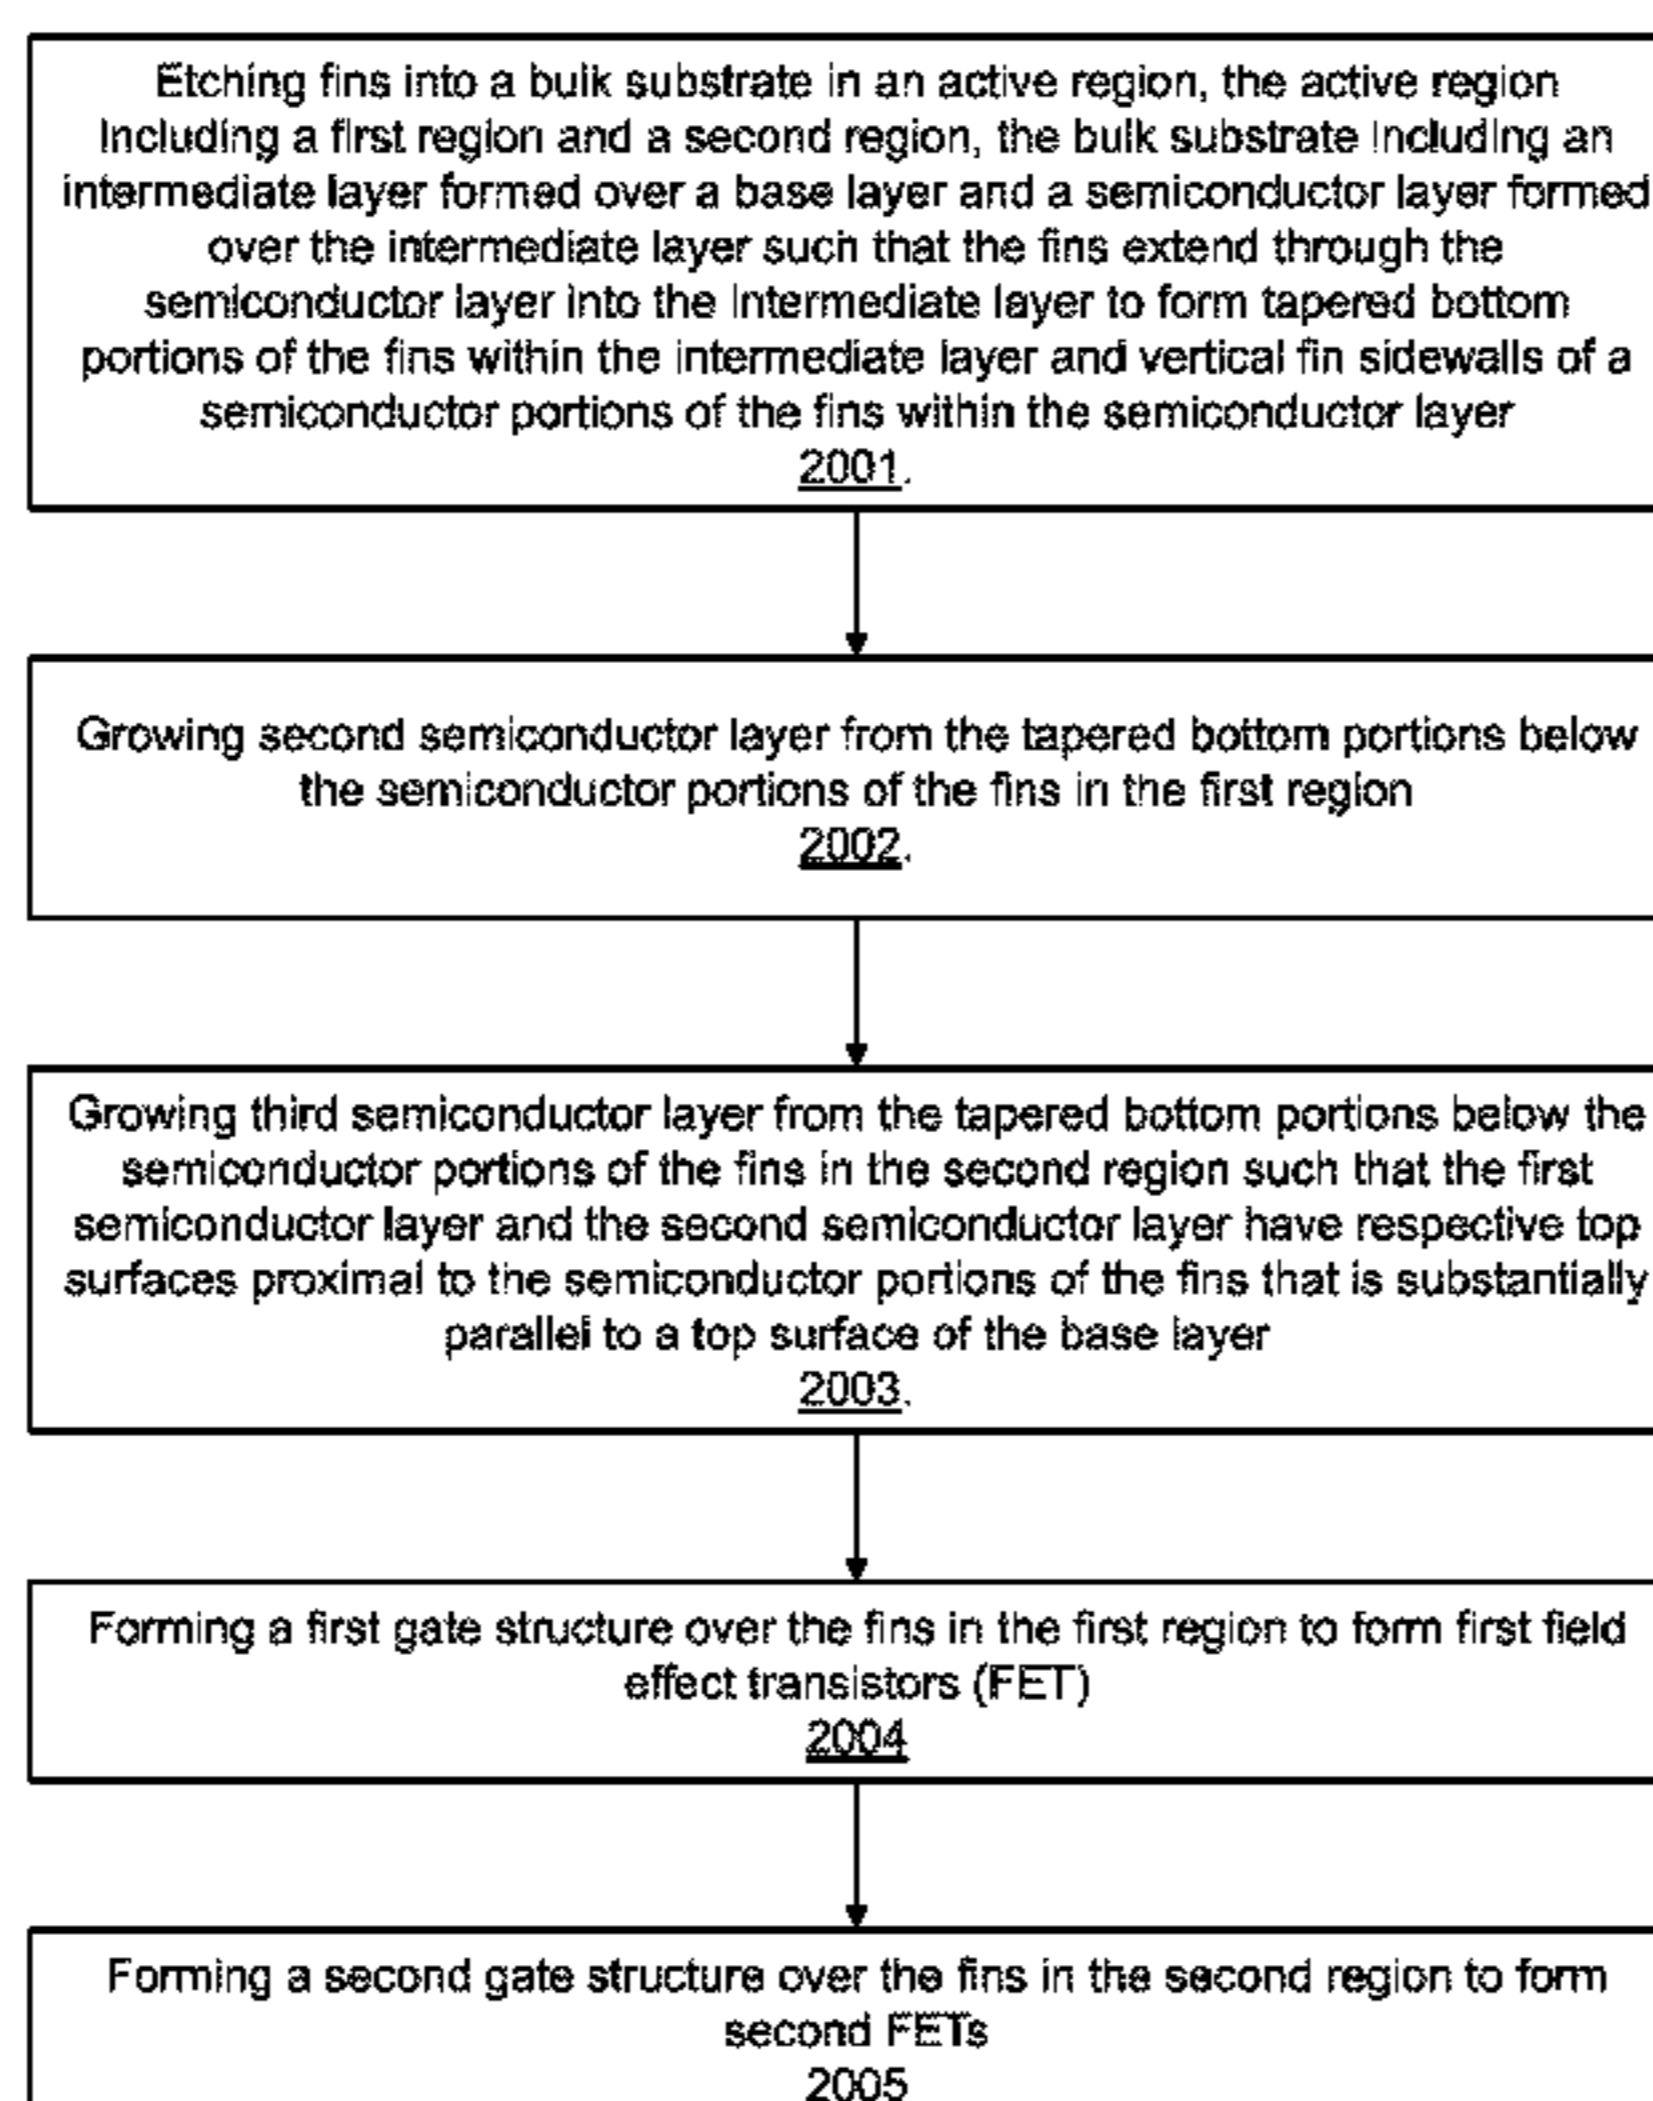 Etching fins into a bulk substrate in an active region, the active region
including a first region and a second region, the bulk substrate including an
intermediate layer formed over a base layer and a semiconductor layer formed
over the intermediate layer such that the fins extend through the
semiconductor layer into the intermediate layer to form tapered bottom
portions of the fins within the intermediate layer and vertical fin sidewalls of a
semiconductor portions of the fins within the semiconductor layer
2001.
Growing second semiconductor layer from the tapered bottom portions below
the semiconductor portions of the fins in the first region
2002.
Growing third semiconductor layer from the tapered bottom portions below the
semiconductor portions of the fins in the second region such that the first
semiconductor layer and the second semiconductor layer have respective top
surfaces proximal to the semiconductor portions of the fins that is substantially
parallel to a top surface of the base layer
2003.
Forming a first gate structure over the fins in the first region to form first field
effect transistors (FET)
2004
Forming a second gate structure over the fins in the second region to form
second FETs
2005